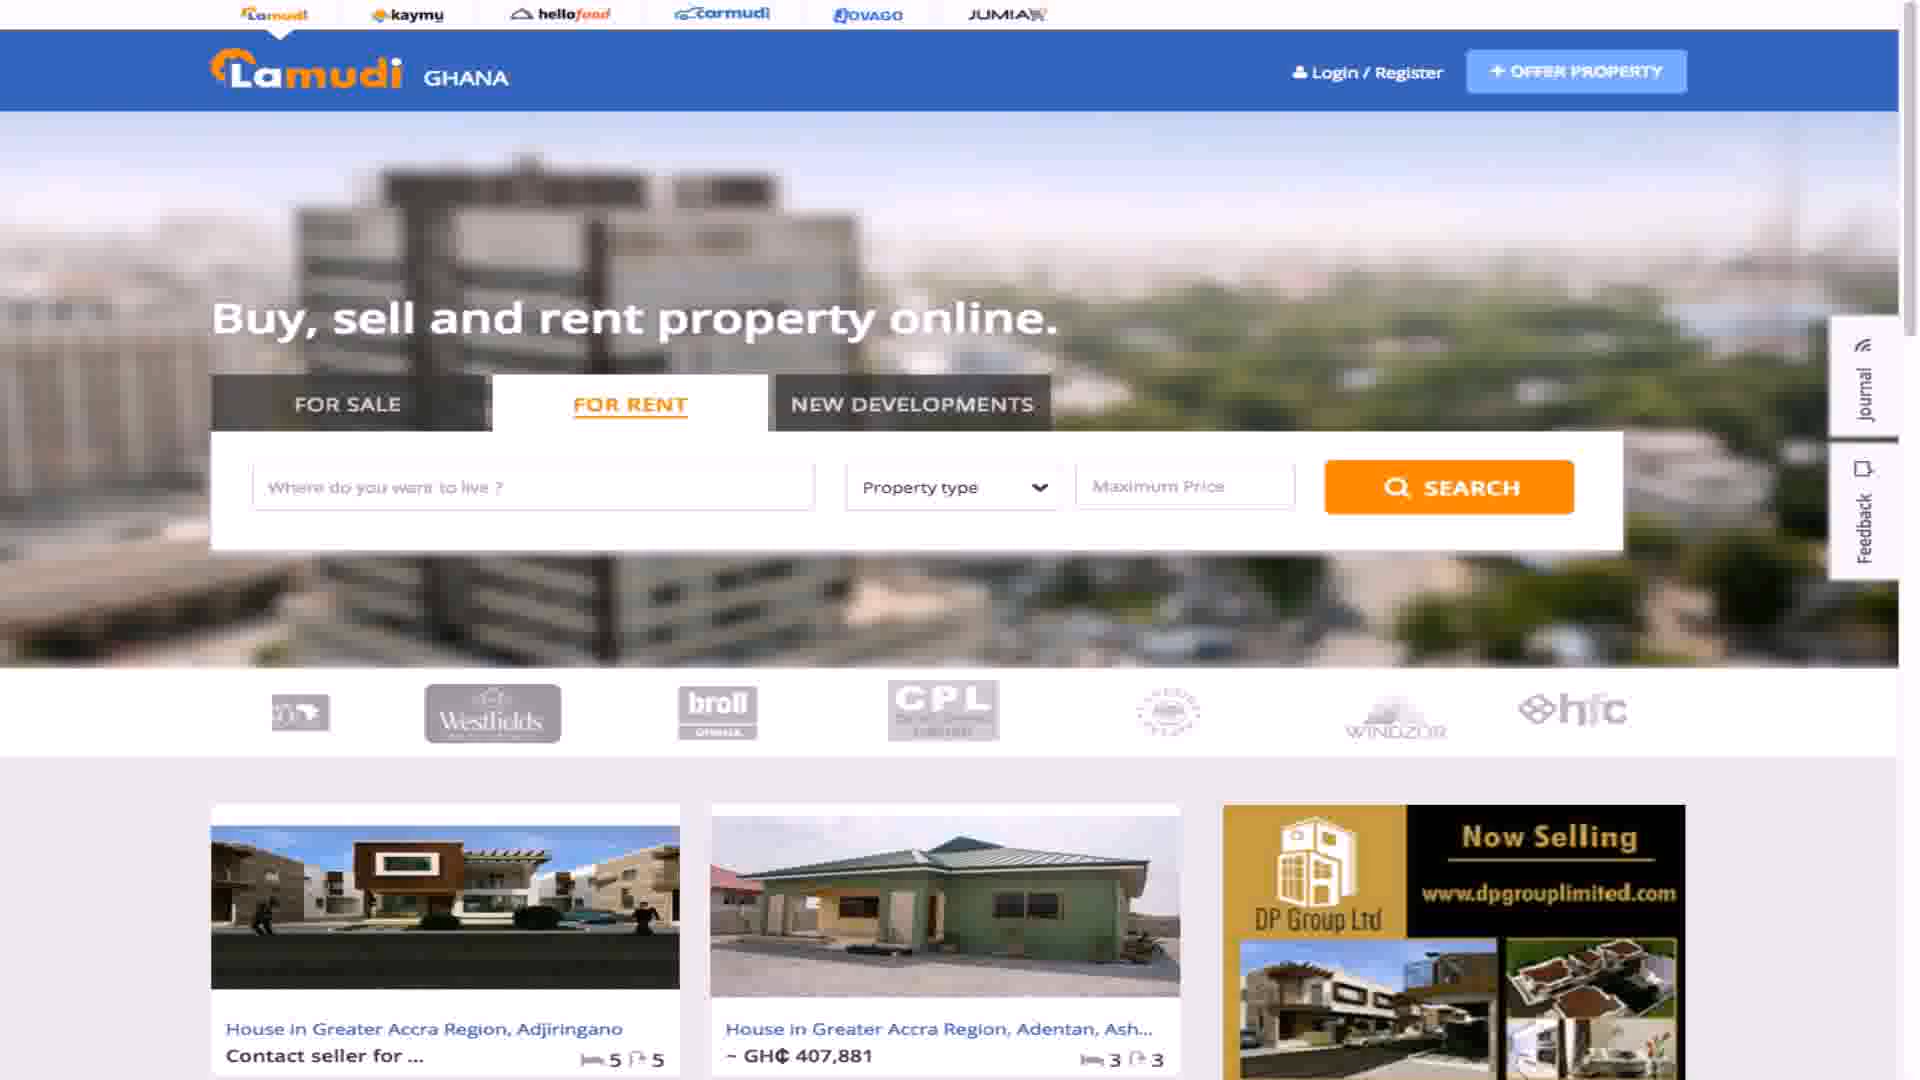 Lamudi kaymu hellofood carmudi JOVAGO JUMIA
Lamudi GHANA
Login / Register
+ OFFER PROPERTY
Buy, sell and rent property online.
FOR SALE
FOR RENT
NEW DEVELOPMENTS
Where do you want to live ?
Property type
Maximum Price
SEARCH
Journal
Feedback
Westfields
broll
GHANA
CPL
WINDZOR
hfc
Now Selling
www.dpgrouplimited.com
DP Group Ltd
House in Greater Accra Region, Adjiringano
Contact seller for ...
5 5
House in Greater Accra Region, Adentan, Ash...
~ GH₵ 407,881
3 3